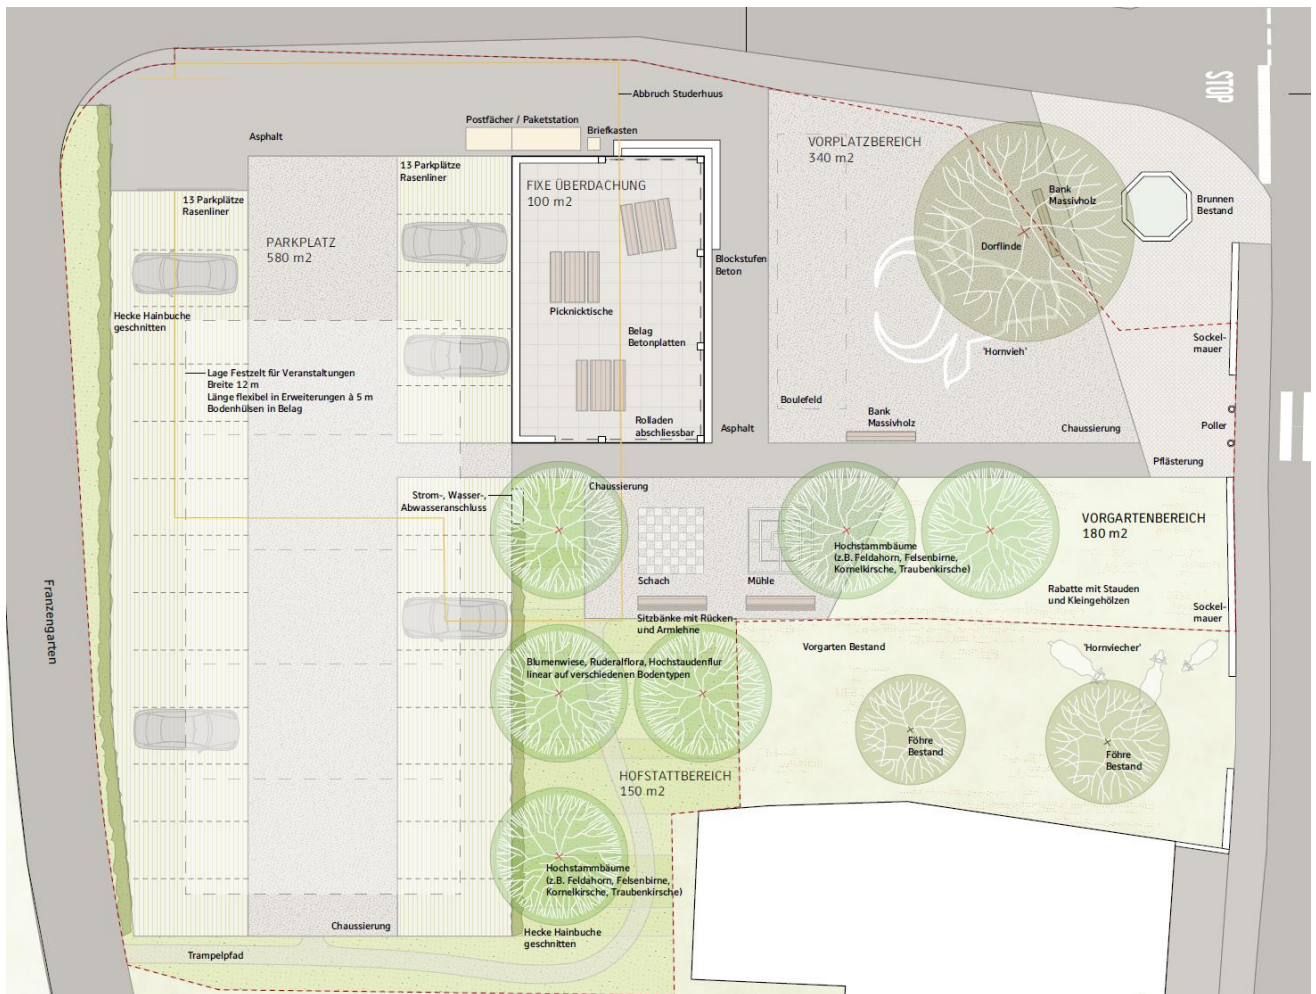 STOP
Abbruch Studerhuus
Postfächer / Paketstation
Briefkasten
Asphalt
VORPLATZBEREICH
340 m2
13 Parkplätze
Rasenliner
13 Parkplätze
Rasenliner
FIXE ÜBERDACHUNG
100 m2
Bank
Massivholz
Brunnen
Bestand
PARKPLATZ
580 m2
Dorflinde
Blockstufen
Beton
Hecke Hainbuche
geschnitten
Picknicktische
Belag
Betonplatten
'Hornvieh'
Sockel-
mauer
Lage Festzelt für Veranstaltungen
Breite 12 m
Länge flexibel in Erweiterungen à 5 m
Bodenhülsen in Belag
Boulefeld
Rolladen
abschliessbar
Asphalt
Bank
Massivholz
Chaussierung
Poller
Pflästerung
Strom-, Wasser-,
Abwasseranschluss
Chaussierung
VORGARTENBEREICH
180 m2
Hochstammbäume
(z.B. Feldahorn, Felsenbirne,
Kornelkirsche, Traubenkirsche)
Schach
Mühle
Rabatte mit Stauden
und Kleingehölzen
Sockel-
mauer
Sitzbänke mit Rücken-
und Armlehne
Franzengarten
Vorgarten Bestand
'Hornviecher'
Blumenwiese, Ruderalflora, Hochstaudenflur
linear auf verschiedenen Bodentypen
Föhre
Bestand
Föhre
Bestand
HOFSTATTBEREICH
150 m2
Hochstammbäume
(z.B. Feldahorn, Felsenbirne,
Kornelkirsche, Traubenkirsche)
Chaussierung
Hecke Hainbuche
geschnitten
Trampelpfad